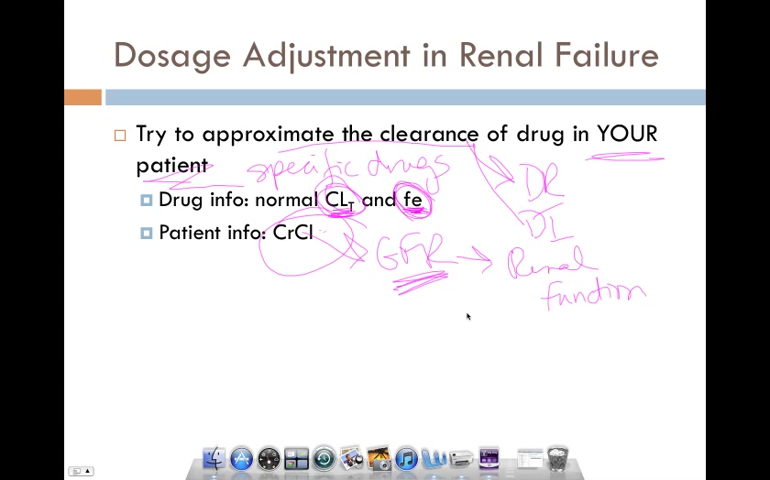 Dosage Adjustment in Renal Failure
Try to approximate the clearance of drug in YOUR
patient
specific drugs
DR
Drug info: normal CLT and fe
DL
Patient info: CrCl
GFR → Renal
function